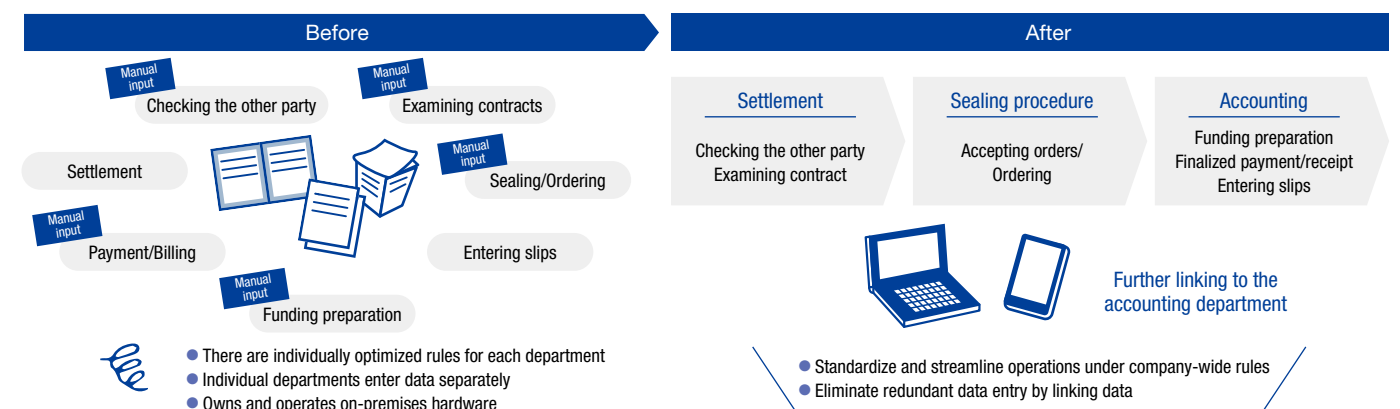 Before
Manual
input
Checking the other party
Manual
input
Examining contracts
Settlement
Manual
input
Sealing/Ordering
Manual
input
Payment/Billing
Entering slips
Manual
input
Funding preparation
There are individually optimized rules for each department
Individual departments enter data separately
Owns and operates on-premises hardware
After
Settlement
Checking the other party
Examining contract
Sealing procedure
Accepting orders/
Ordering
Accounting
Funding preparation
Finalized payment/receipt
Entering slips
Further linking to the
accounting department
Standardize and streamline operations under company-wide rules
Eliminate redundant data entry by linking data